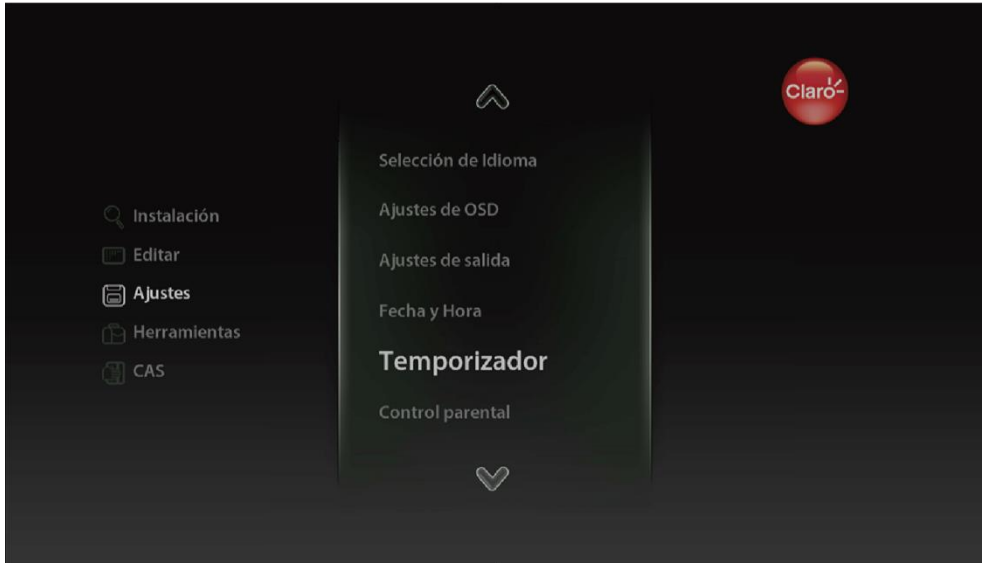 Claro
Selección de Idioma
Ajustes de OSD
Ajustes de salida
Fecha y Hora
Temporizador
Control parental
Instalación
Editar
Ajustes
Herramientas
CAS